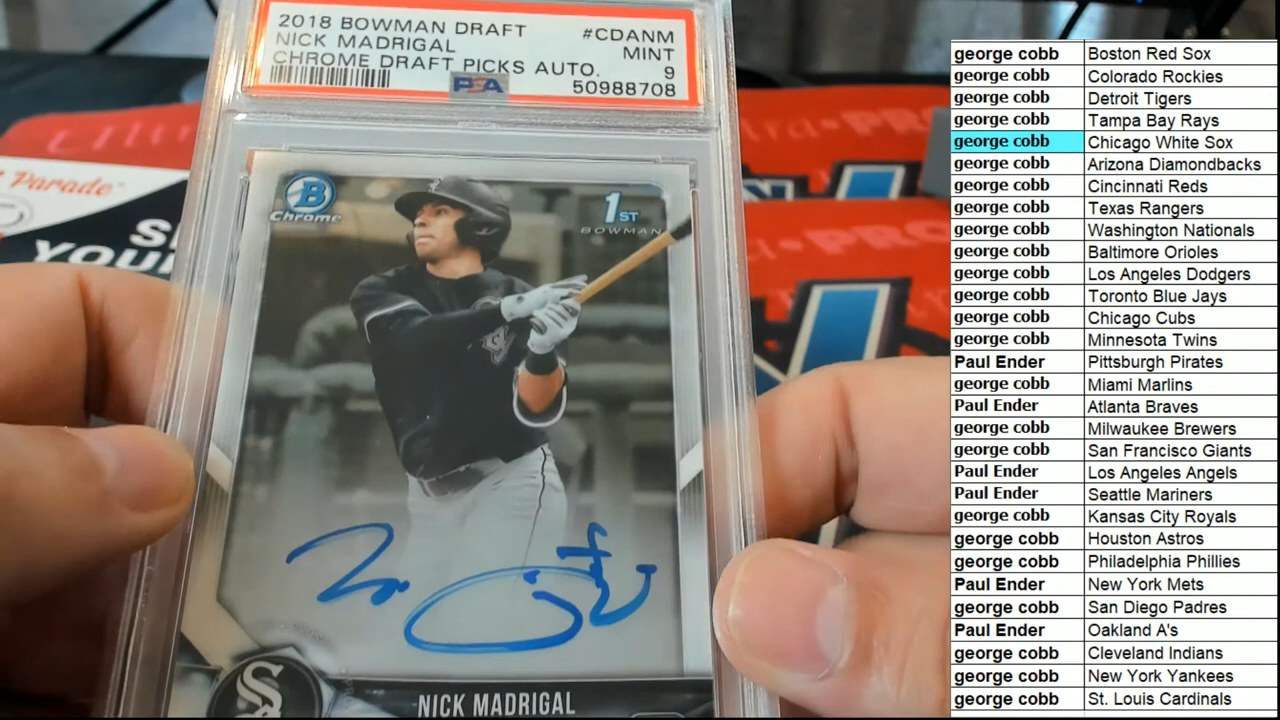 2018 BOWMAN DRAFT #CDANM
NICK MADRIGAL MINT
CHROME DRAFT PICKS AUTO. 9
PSA 50988708
Parade
YOU
B
Chrome
1ST
BOWMAN
NICK MADRIGAL
george cobb Boston Red Sox
george cobb Colorado Rockies
george cobb Detroit Tigers
george cobb Tampa Bay Rays
george cobb Chicago White Sox
george cobb Arizona Diamondbacks
george cobb Cincinnati Reds
george cobb Texas Rangers
george cobb Washington Nationals
george cobb Baltimore Orioles
george cobb Los Angeles Dodgers
george cobb Toronto Blue Jays
george cobb Chicago Cubs
george cobb Minnesota Twins
Paul Ender Pittsburgh Pirates
george cobb Miami Marlins
Paul Ender Atlanta Braves
george cobb Milwaukee Brewers
george cobb San Francisco Giants
Paul Ender Los Angeles Angels
Paul Ender Seattle Mariners
george cobb Kansas City Royals
george cobb Houston Astros
george cobb Philadelphia Phillies
Paul Ender New York Mets
george cobb San Diego Padres
Paul Ender Oakland A's
george cobb Cleveland Indians
george cobb New York Yankees
george cobb St. Louis Cardinals